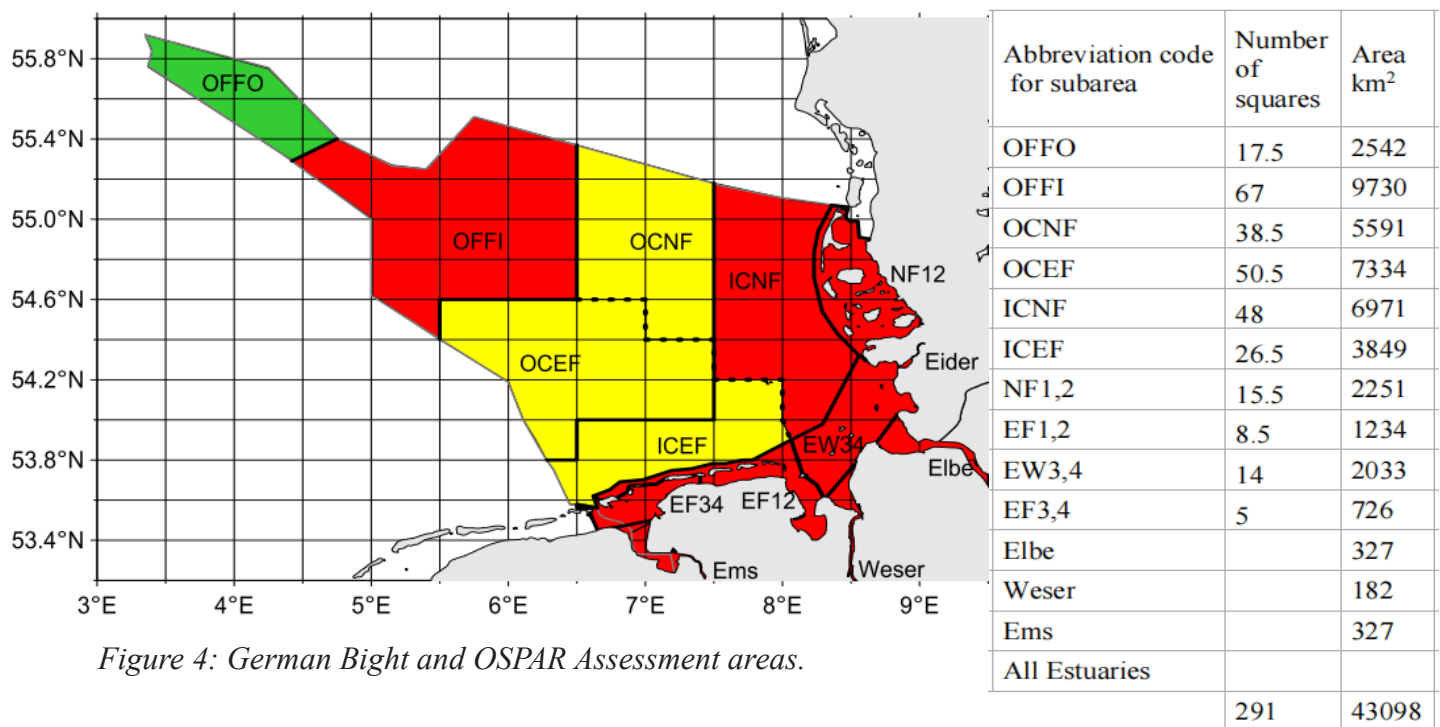 55.8°N
55.4°N
55.0°N
54.6°N
54.2°N
53.8°N
53.4°N
3°E 4°E 5°E 6°E 7°E 8°E 9°E
OFFO
OFFI
OCNF
ICNF
NF12
OCEF
Eider
ICEF
EW34
Elbe
EF34
EF12
Ems
Weser
Figure 4: German Bight and OSPAR Assessment areas.
Abbreviation code
for subarea
Number
of
squares
Area
km²
OFFO 17.5 2542
OFFI 67 9730
OCNF 38.5 5591
OCEF 50.5 7334
ICNF 48 6971
ICEF 26.5 3849
NF1,2 15.5 2251
EF1,2 8.5 1234
EW3,4 14 2033
EF3,4 5 726
Elbe 327
Weser 182
Ems 327
All Estuaries
291 43098